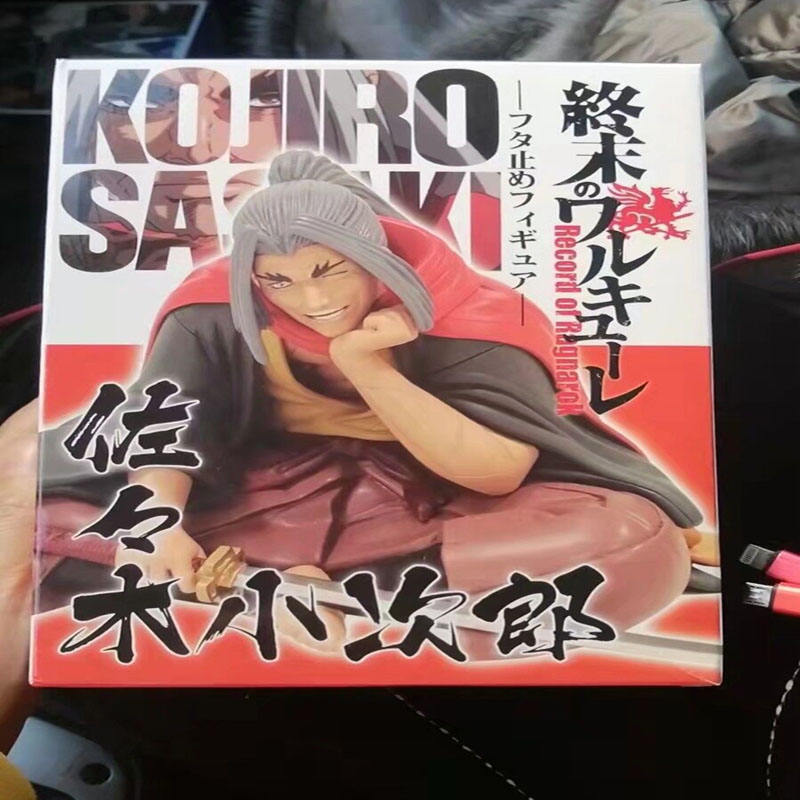 KOJIRO
SASAKI
―フタ止めフィギュア―
終末のワルキューレ
Record of Ragnarok
佐々木小次郎